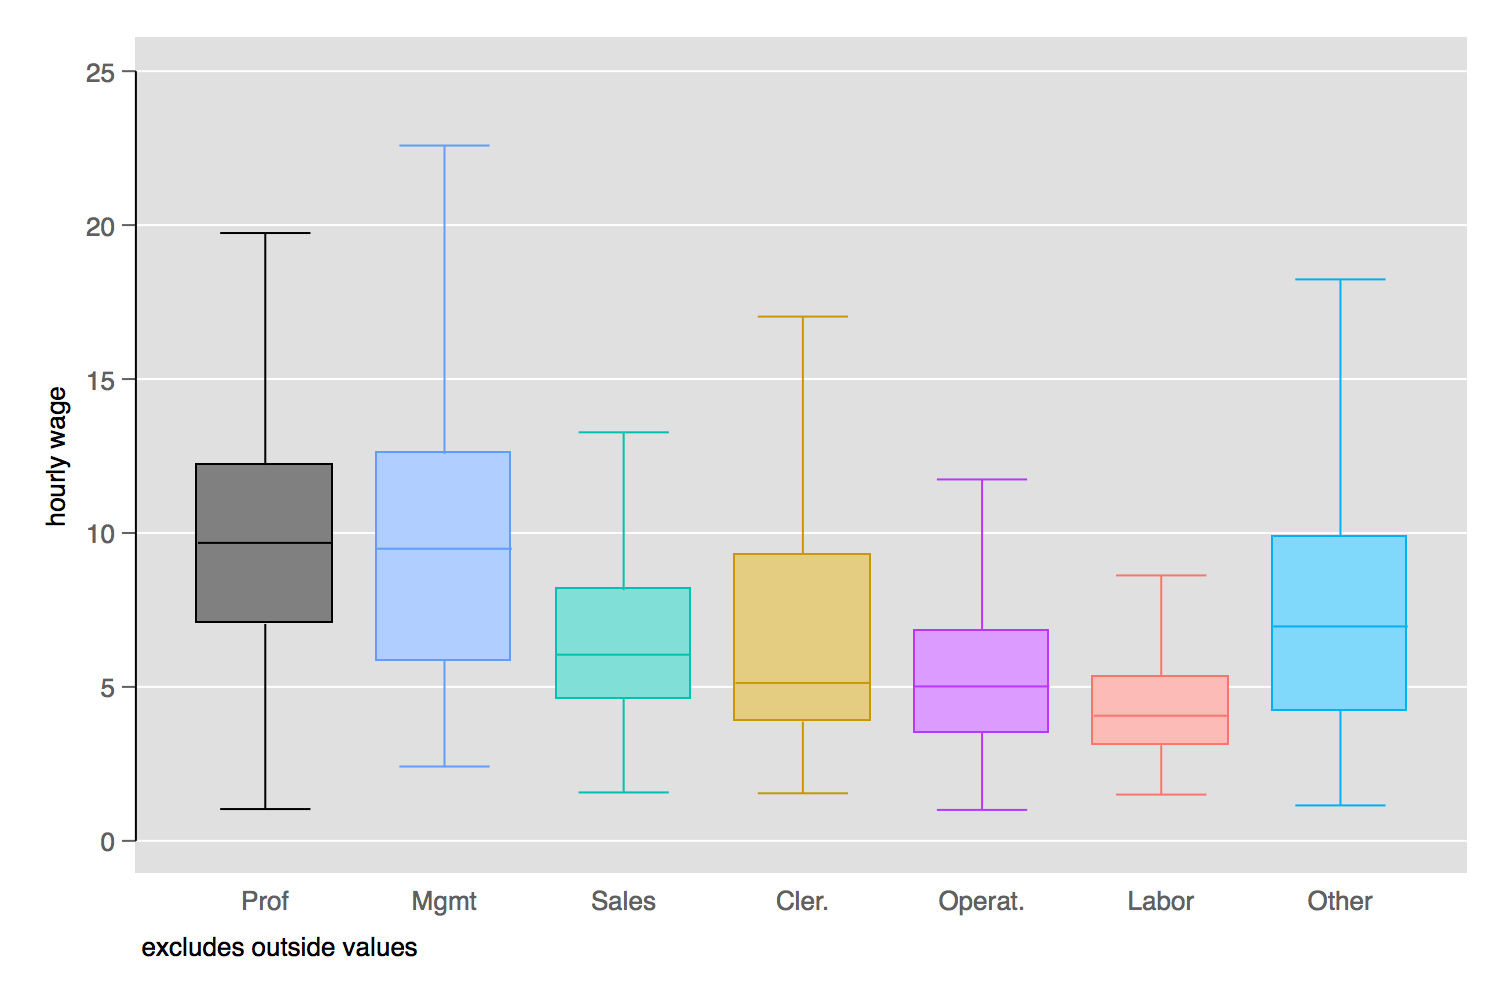 25
20
15
10
5
0
hourly wage
Prof Mgmt Sales Cler. Operat. Labor Other
excludes outside values